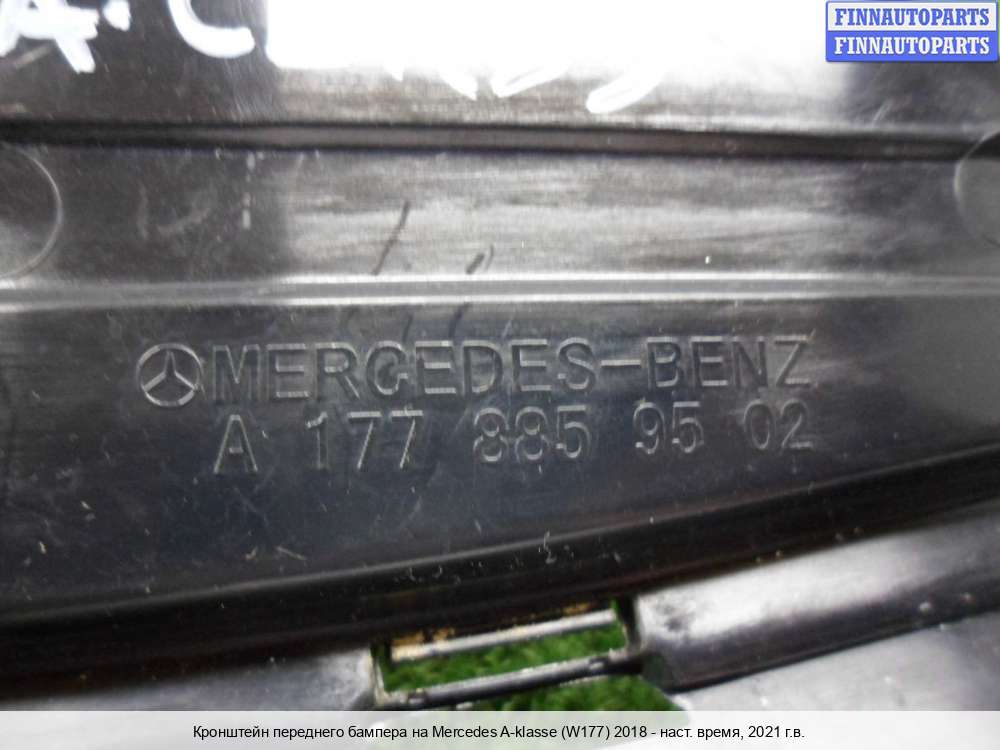 FINNAUTOPARTS
FINNAUTOPARTS
MERCEDES-BENZ
A 177 885 95 02
Кронштейн переднего бампера на Mercedes A-klasse (W177) 2018 - наст. время, 2021 г.в.